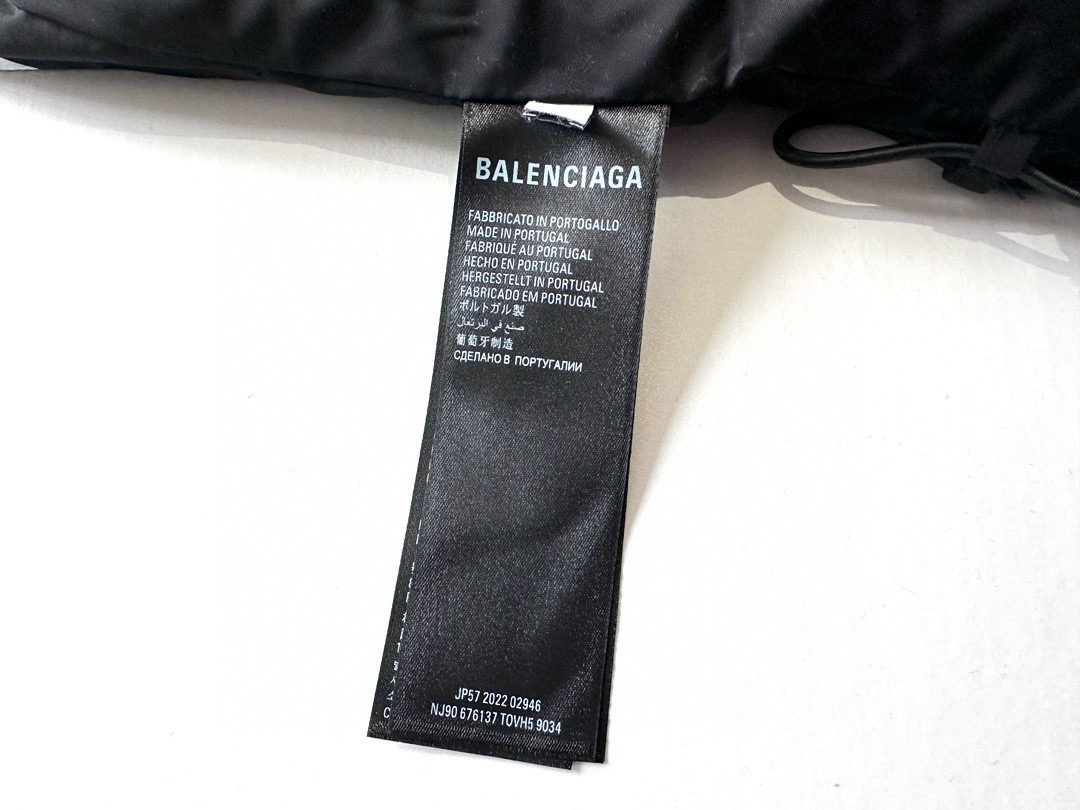 BALENCIAGA
FABBRICATO IN PORTOGALLO
MADE IN PORTUGAL
FABRIQUÉ AU PORTUGAL
HECHO EN PORTUGAL
HERGESTELLT IN PORTUGAL
FABRICADO EM PORTUGAL
ポルトガル製
صنع في البرتغال
葡萄牙制造
СДЕЛАНО В ПОРТУГАЛИИ
JP57 2022 02946
NJ90 676137 TOVH5 9034